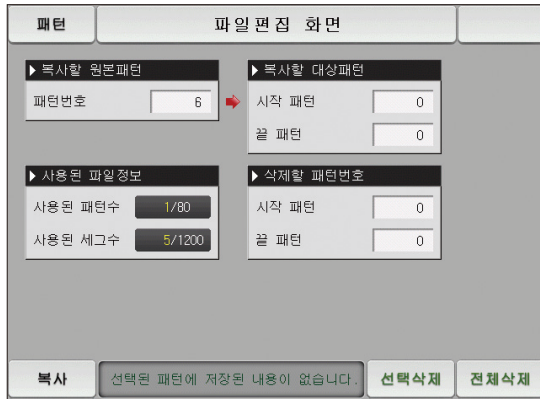 패턴
파일편집 화면
▶ 복사할 원본패턴
패턴번호 6
▶ 복사할 대상패턴
시작 패턴 0
끝 패턴 0
▶ 사용된 파일정보
사용된 패턴수 1/80
사용된 세그수 5/1200
▶ 삭제할 패턴번호
시작 패턴 0
끝 패턴 0
복사
선택된 패턴에 저장된 내용이 없습니다.
선택삭제
전체삭제